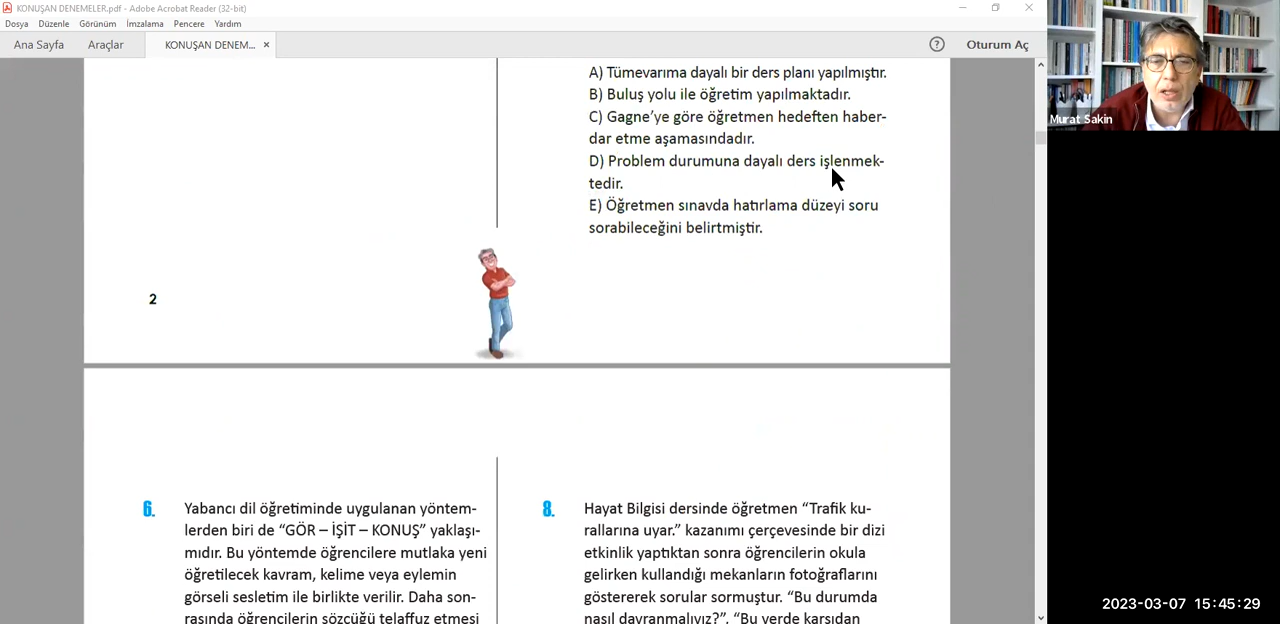 KONUŞAN DENEMELER.pdf - Adobe Acrobat Reader (32-bit)
Dosya Düzenle Görünüm İmzalama Pencere Yardım
Ana Sayfa Araçlar KONUŞAN DENEM... × ? Oturum Aç
Murat Sakin
A) Tümevarıma dayalı bir ders planı yapılmıştır.
B) Buluş yolu ile öğretim yapılmaktadır.
C) Gagne’ye göre öğretmen hedeften haber-
dar etme aşamasındadır.
D) Problem durumuna dayalı ders işlenmek-
tedir.
E) Öğretmen sınavda hatırlama düzeyi soru
sorabileceğini belirtmiştir.
2
6. Yabancı dil öğretiminde uygulanan yöntem-
lerden biri de “GÖR – İŞİT – KONUŞ” yaklaşı-
mıdır. Bu yöntemde öğrencilere mutlaka yeni
öğretilecek kavram, kelime veya eylemin
görseli sesletim ile birlikte verilir. Daha son-
rasında öğrencilerin sözcüğü telaffuz etmesi
8. Hayat Bilgisi dersinde öğretmen “Trafik ku-
rallarına uyar.” kazanımı çerçevesinde bir dizi
etkinlik yaptıktan sonra öğrencilerin okula
gelirken kullandığı mekanların fotoğraflarını
göstererek sorular sormuştur. “Bu durumda
nasıl davranmalıyız?”, “Bu yerde karşıdan
2023-03-07 15:45:29